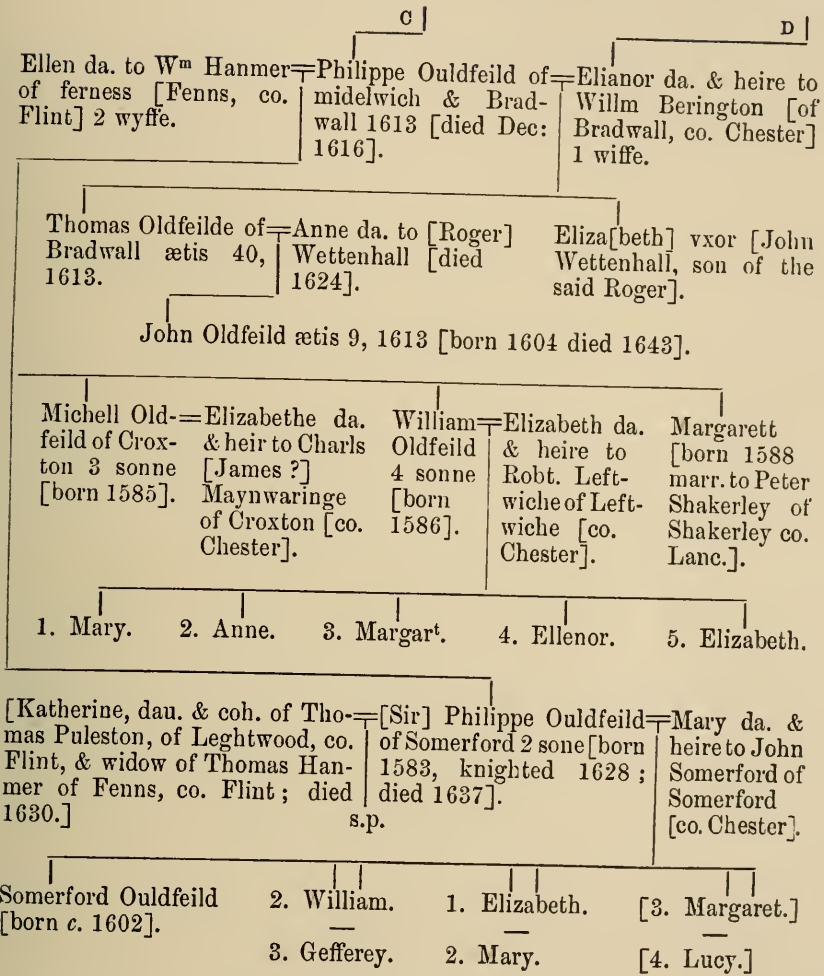 C
D
Ellen da. to Wᵐ Hanmer
of ferness [Fenns, co.
Flint] 2 wyffe.
Philippe Ouldfeild of
midelwich & Brad-
wall 1613 [died Dec:
1616].
Elianor da. & heire to
Willm Berington [of
Bradwall, co. Chester]
1 wiffe.
Thomas Oldfeilde of
Bradwall ætis 40,
1613.
Anne da. to [Roger]
Wettenhall [died
1624].
Eliza[beth] vxor [John
Wettenhall, son of the
said Roger].
John Oldfeild ætis 9, 1613 [born 1604 died 1643].
Michell Old-
feild of Crox-
ton 3 sonne
[born 1585].
Elizabethe da.
& heir to Charls
[James ?]
Maynwaringe
of Croxton [co.
Chester].
William
Oldfeild
4 sonne
[born
1586].
Elizabeth da.
& heire to
Robt. Left-
wiche of Left-
wiche [co.
Chester].
Margarett
[born 1588
marr. to Peter
Shakerley of
Shakerley co.
Lanc.].
1. Mary.
2. Anne.
3. Margarᵗ.
4. Ellenor.
5. Elizabeth.
[Katherine, dau. & coh. of Tho-
mas Puleston, of Leghtwood, co.
Flint, & widow of Thomas Han-
mer of Fenns, co. Flint; died
1630.]
s.p.
[Sir] Philippe Ouldfeild
of Somerford 2 sone [born
1583, knighted 1628;
died 1637].
Mary da. &
heire to John
Somerford of
Somerford
[co. Chester].
Somerford Ouldfeild
[born c. 1602].
2. William.
—
3. Gefferey.
1. Elizabeth.
—
2. Mary.
[3. Margaret.]
—
[4. Lucy.]